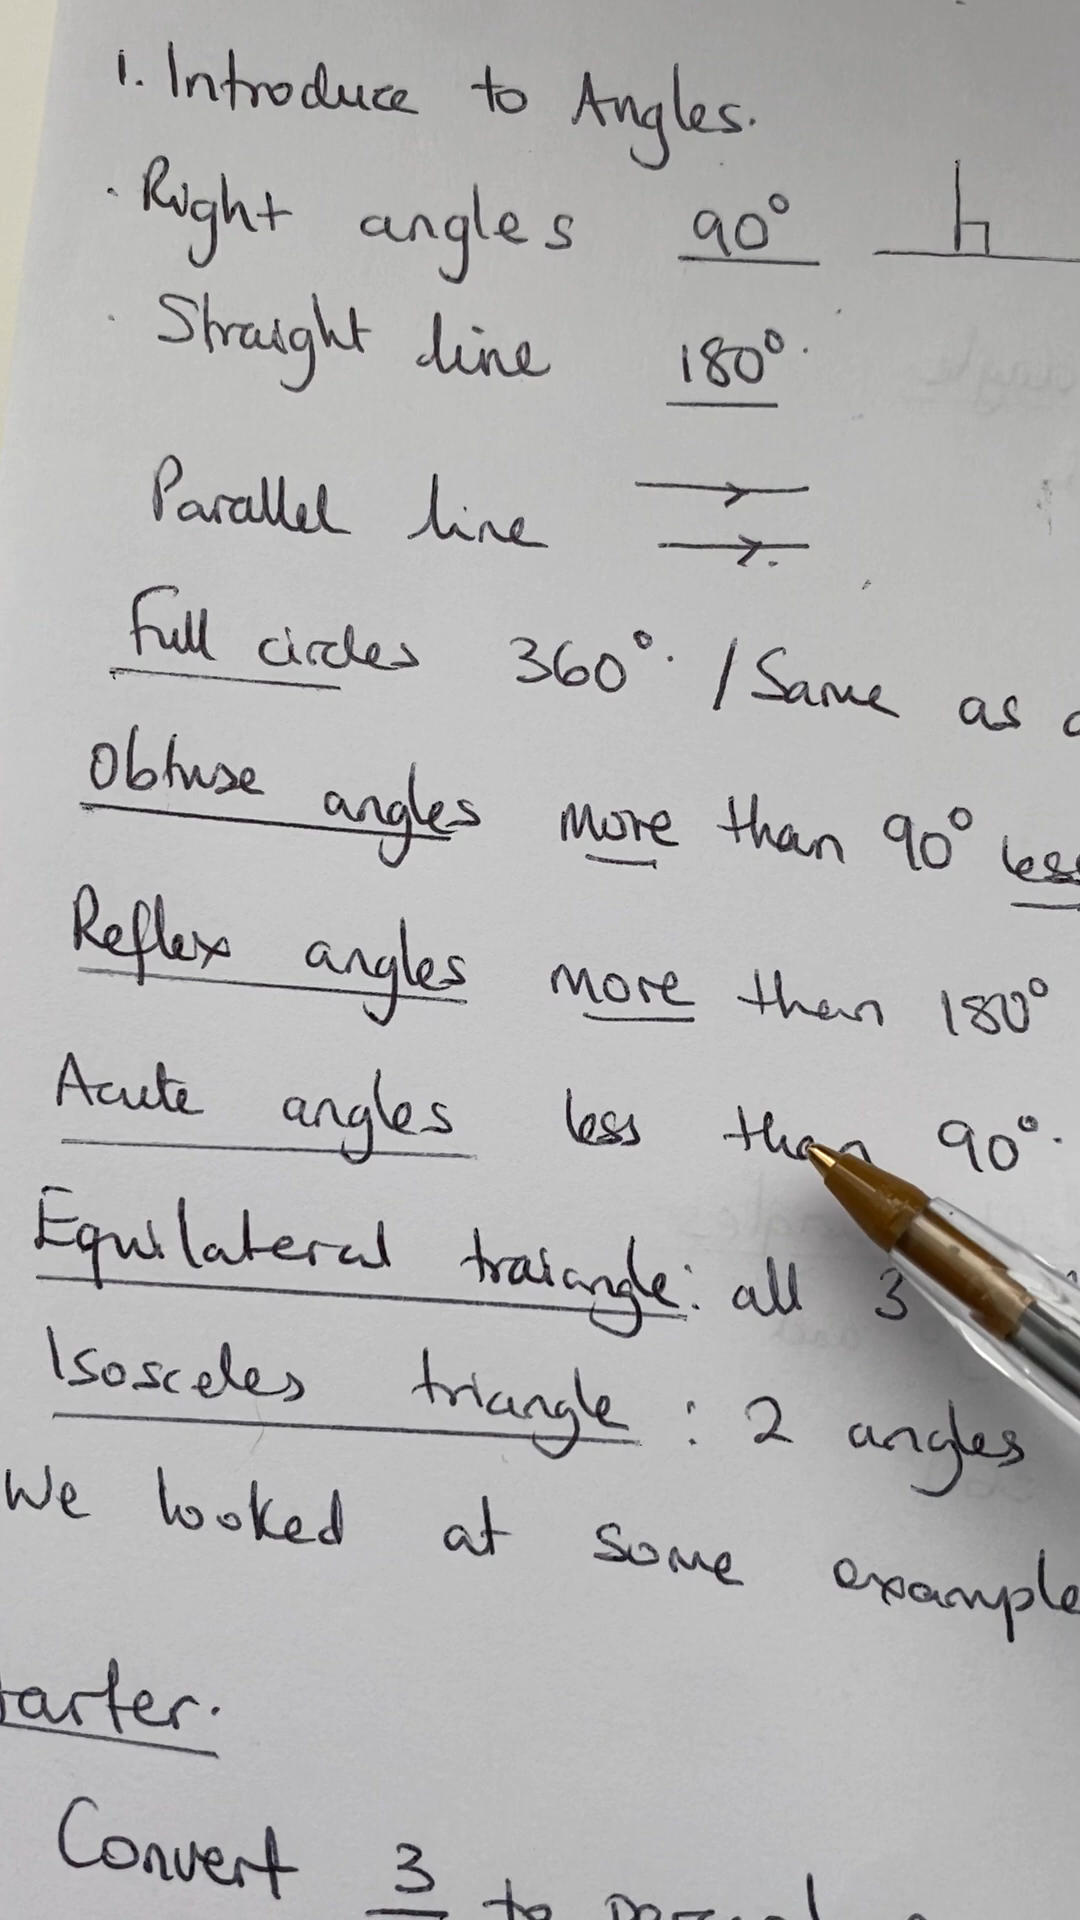 1. Introduce to Angles.
· Right angles 90°
· Straight line 180°.
Parallel line
Full circles 360°. / Same as
Obtuse angles more than 90° less
Reflex angles more than 180°
Acute angles less than 90°.
Equilateral traiangle: all 3
Isosceles triangle : 2 angles
We looked at some example
tarter.
Convert 3 to